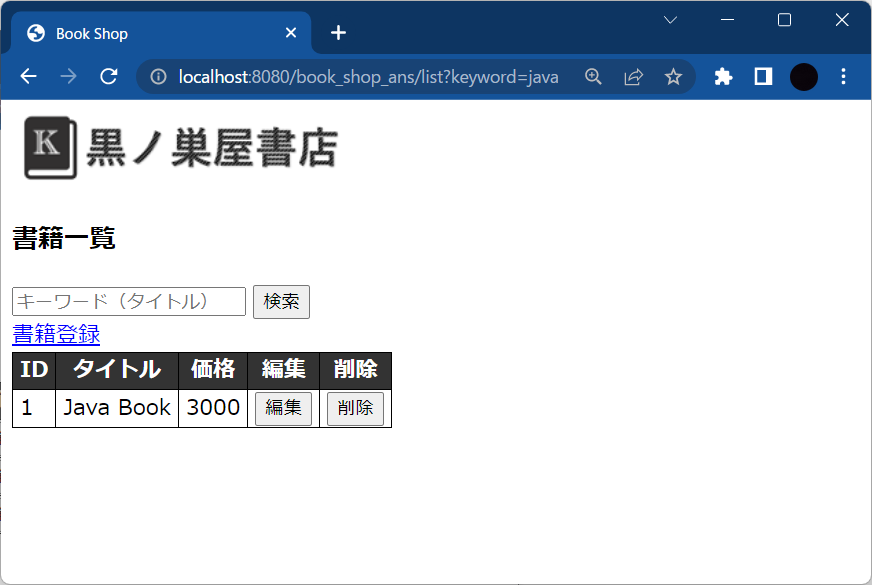 Book Shop
localhost:8080/book_shop_ans/list?keyword=java
K 黒ノ巣屋書店
書籍一覧
キーワード（タイトル） 検索
書籍登録
ID タイトル 価格 編集 削除
1 Java Book 3000 編集 削除